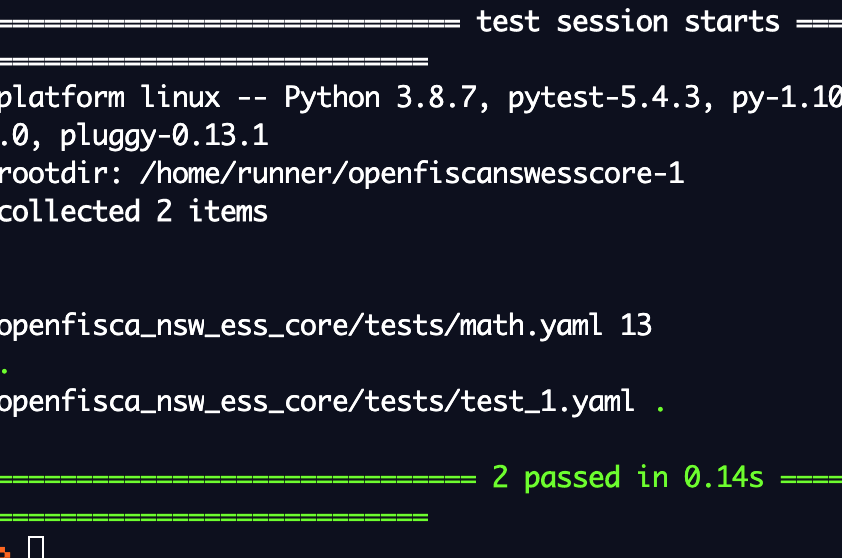 ============================= test session starts ===
===========================
platform linux -- Python 3.8.7, pytest-5.4.3, py-1.10
.0, pluggy-0.13.1
rootdir: /home/runner/openfiscanswesscore-1
collected 2 items
openfisca_nsw_ess_core/tests/math.yaml 13
.
openfisca_nsw_ess_core/tests/test_1.yaml .
============================== 2 passed in 0.14s ====
===========================